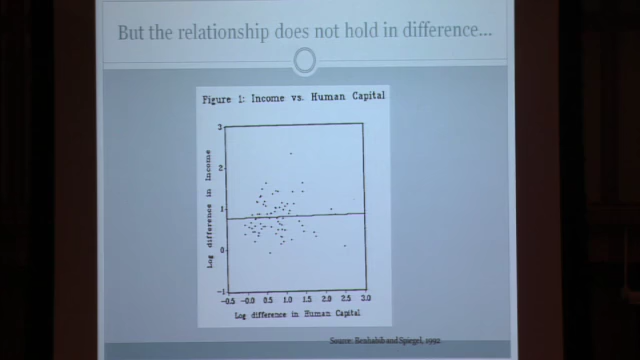 But the relationship does not hold in difference...
Figure 1: Income vs. Human Capital
3
2
1
0
-1
Log difference in Income
-0.5 -0.0 0.5 1.0 1.5 2.0 2.5 3.0
Log difference in Human Capital
Source: Benhabib and Spiegel, 1992